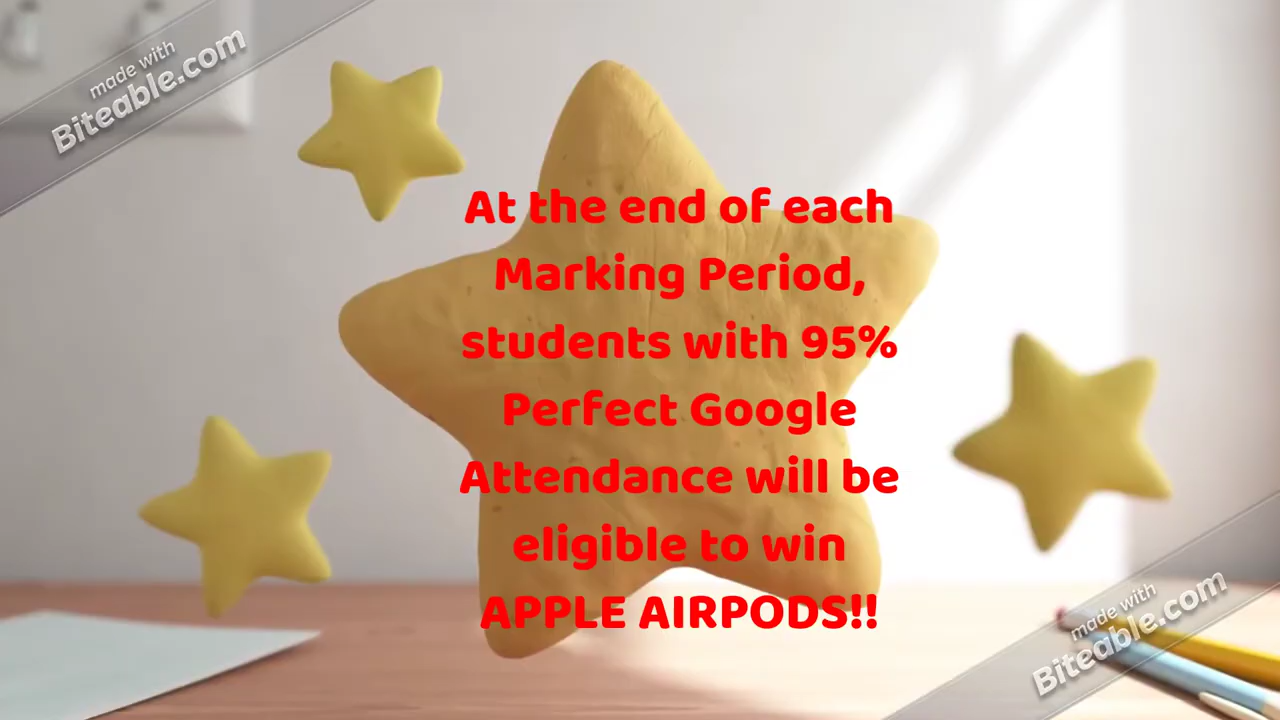 made with
Biteable.com
At the end of each
Marking Period,
students with 95%
Perfect Google
Attendance will be
eligible to win
APPLE AIRPODS!!
made with
Biteable.com